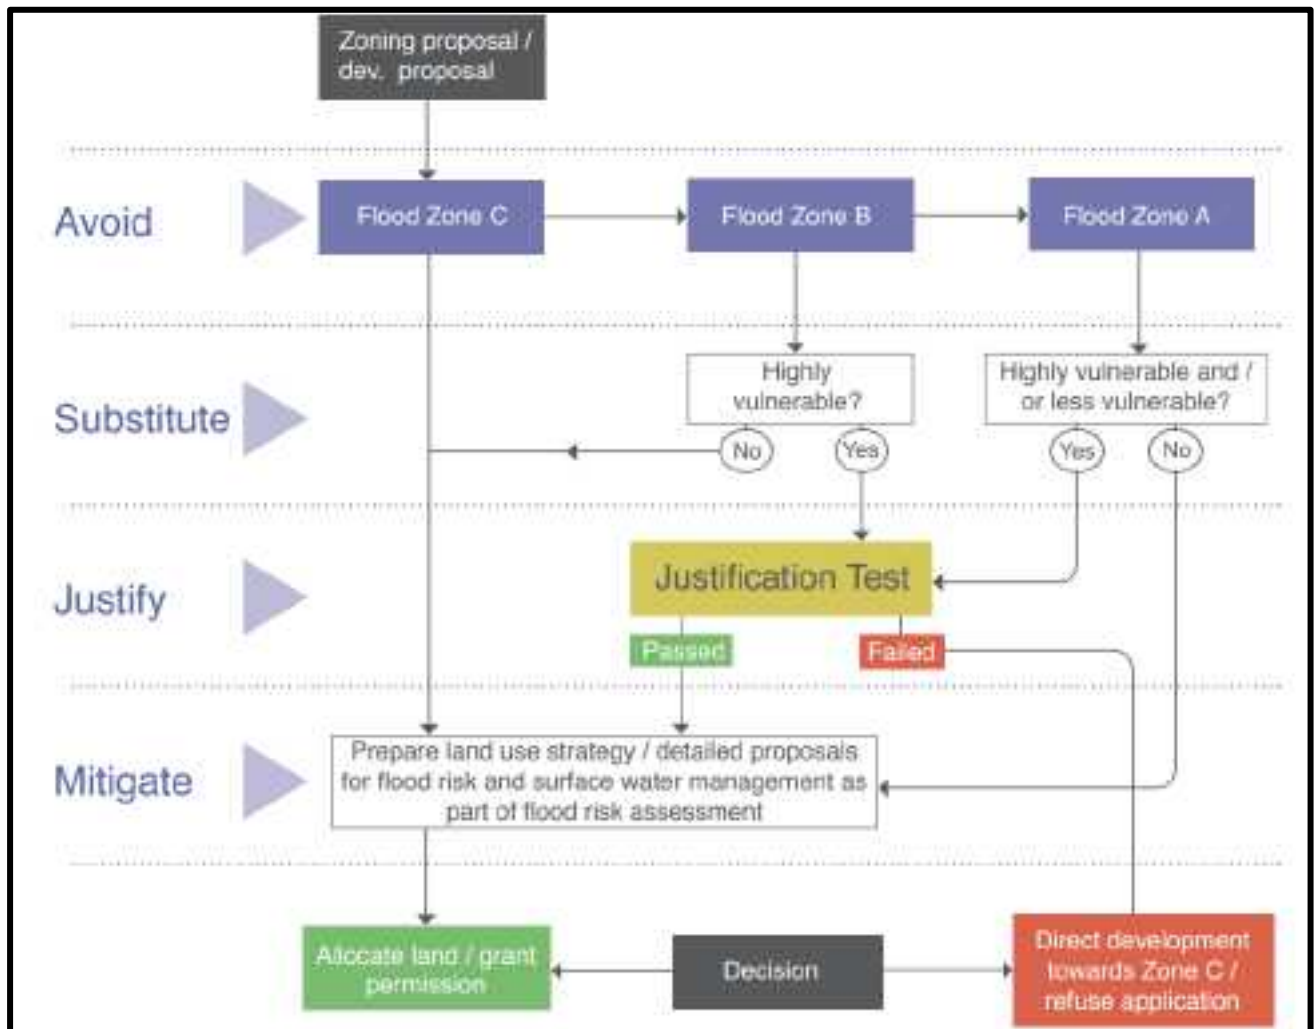 Zoning proposal /
dev. proposal
Avoid
Flood Zone C
Flood Zone B
Flood Zone A
Substitute
Highly
vulnerable?
Highly vulnerable and /
or less vulnerable?
No
Yes
Yes
No
Justify
Justification Test
Passed
Failed
Mitigate
Prepare land use strategy / detailed proposals
for flood risk and surface water management as
part of flood risk assessment
Allocate land / grant
permission
Decision
Direct development
towards Zone C /
refuse application